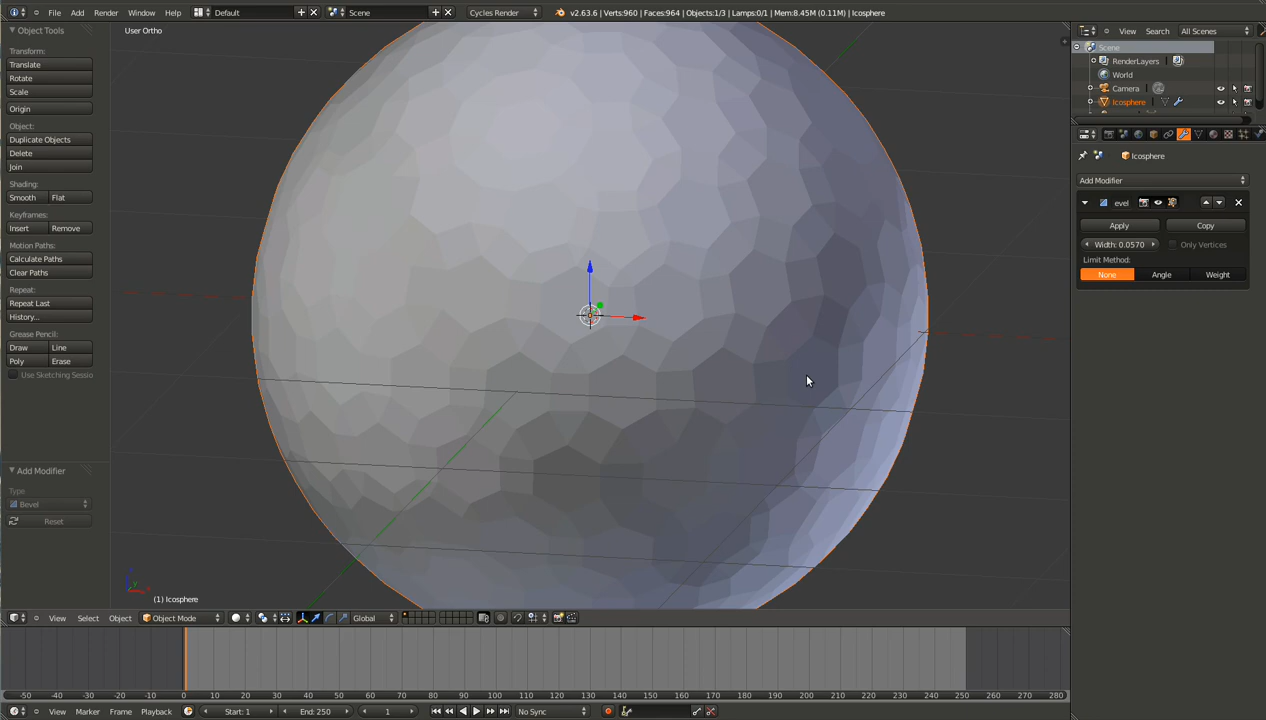 File Add Render Window Help Default Scene Cycles Render v2.63.6 | Verts:960 | Faces:964 | Objects:1/3 | Lamps:0/1 | Mem:8.45M (0.11M) | Icosphere
Object Tools
User Ortho
Transform:
Translate
Rotate
Scale
Origin
Object:
Duplicate Objects
Delete
Join
Shading:
Smooth Flat
Keyframes:
Insert Remove
Motion Paths:
Calculate Paths
Clear Paths
Repeat:
Repeat Last
History...
Grease Pencil:
Draw Line
Poly Erase
Use Sketching Sessio
Add Modifier
Type
Bevel
Reset
z
y
x
(1) Icosphere
View Search All Scenes
Scene
RenderLayers
World
Camera
Icosphere
Icosphere
Add Modifier
evel
Apply Copy
Width: 0.0570 Only Vertices
Limit Method:
None Angle Weight
View Select Object Object Mode Global
-50 -40 -30 -20 -10 0 10 20 30 40 50 60 70 80 90 100 110 120 130 140 150 160 170 180 190 200 210 220 230 240 250 260 270 280
View Marker Frame Playback Start: 1 End: 250 1 No Sync